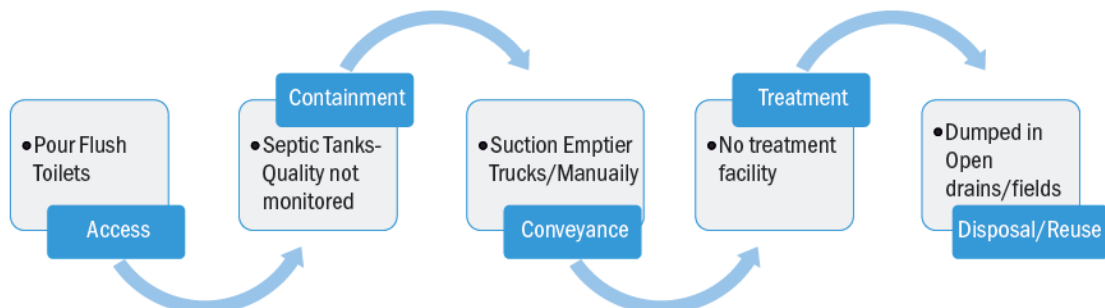 • Pour Flush
Toilets
Access
Containment
• Septic Tanks-
Quality not
monitored
• Suction Emptier
Trucks/Manuaily
Conveyance
Treatment
• No treatment
facility
• Dumped in
Open
drains/fields
Disposal/Reuse